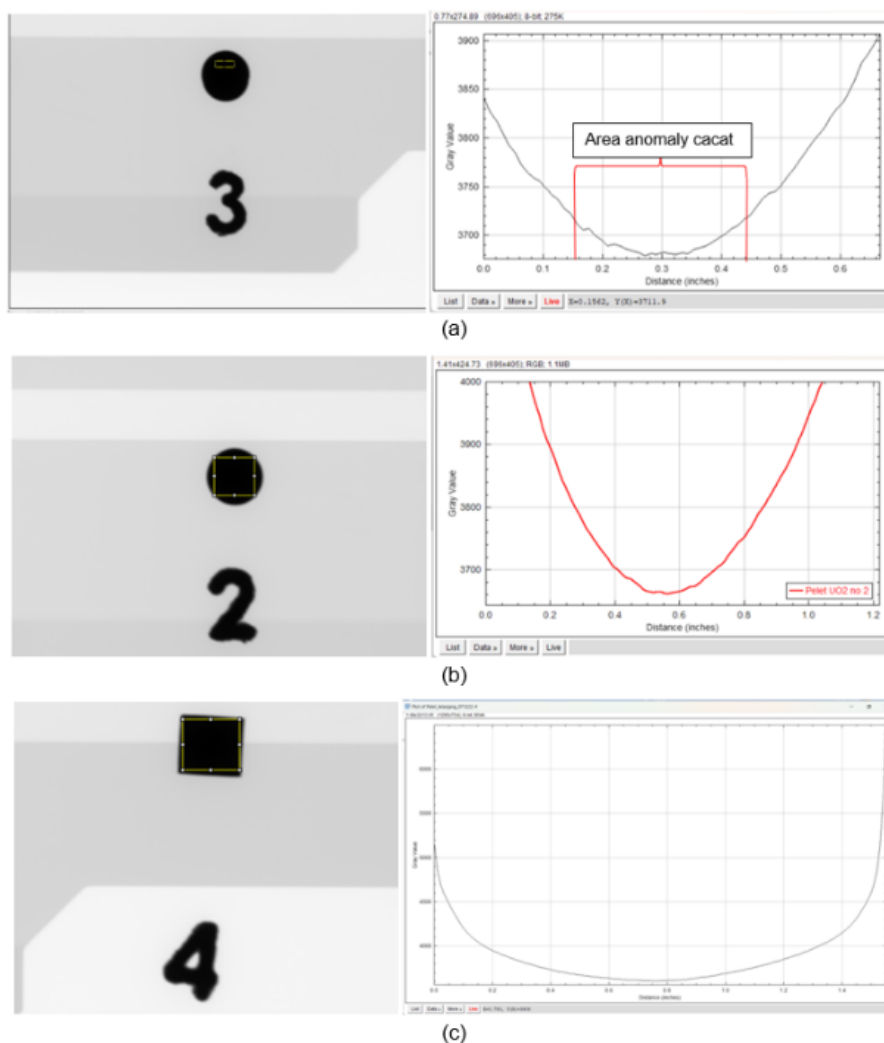 0.77x274.89 (696x405); 8-bit; 275K
3
3900
3850
3800
3750
3700
Gray Value
Area anomaly cacat
0.0 0.1 0.2 0.3 0.4 0.5 0.6
Distance (inches)
List Data » More » Live X=0.1562, Y(X)=3711.9
(a)
1.41x424.73 (696x405); RGB; 1.1MB
2
4000
3900
3800
3700
Gray Value
Pelet UO2 no 2
0.0 0.2 0.4 0.6 0.8 1.0 1.2
Distance (inches)
List Data » More » Live
(b)
4
5000
4500
4000
Gray Value
0.0 0.2 0.4 0.6 0.8 1.0 1.2 1.4
Distance (inches)
List Data » More » Live
(c)